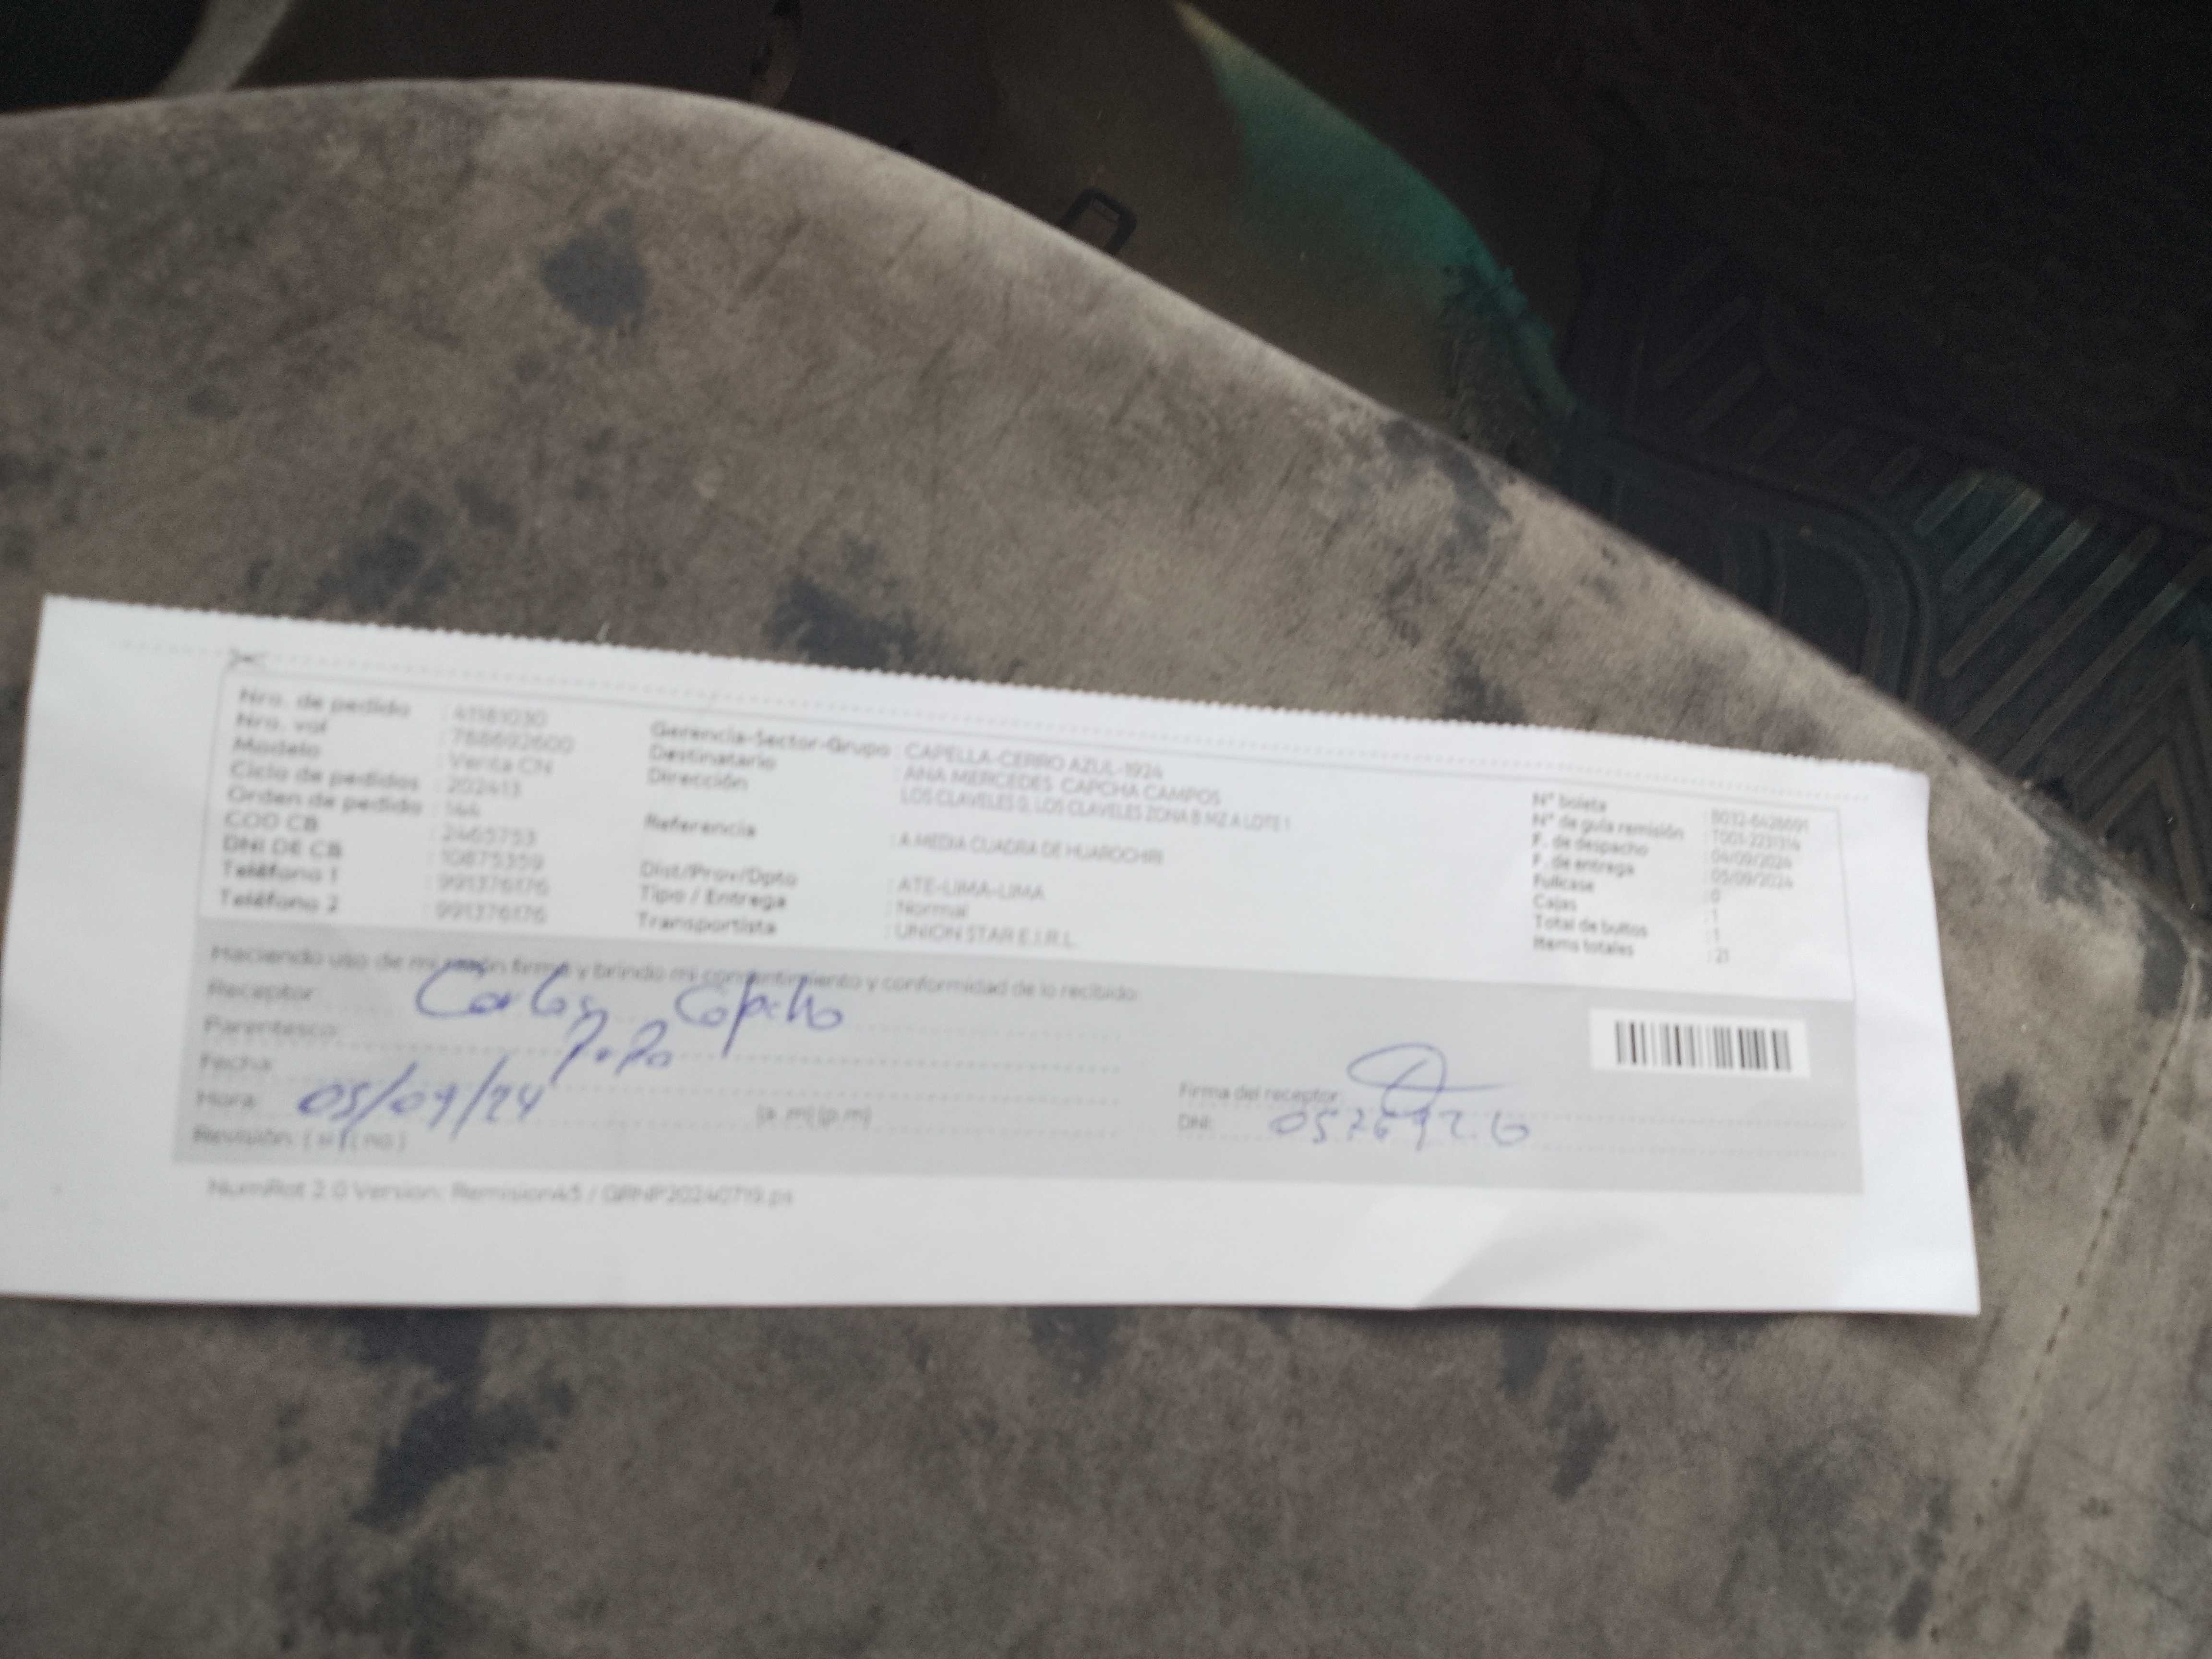 Nro. de pedido : 41181030
Nro. vol : 788692600
Modelo : Venta CN
Ciclo de pedidos : 202413
Orden de pedido : 144
COD CB : 2465753
DNI DE CB : 10875359
Teléfono 1 : 991376176
Teléfono 2 : 991376176
Gerencia-Sector-Grupo : CAPELLA-CERRO AZUL-1924
Destinatario : ANA MERCEDES CAPCHA CAMPOS
Dirección : LOS CLAVELES 0, LOS CLAVELES ZONA B MZ A LOTE 1
Referencia : A MEDIA CUADRA DE HUAROCHIRI
Dist/Prov/Dpto : ATE-LIMA-LIMA
Tipo / Entrega : Normal
Transportista : UNION STAR E.I.R.L.
N° boleta
N° de guía remisión
F. de despacho : 04/09/2024
F. de entrega : 05/09/2024
Fullcase : 0
Cajas : 1
Total de bultos : 1
Items totales : 21
Haciendo uso de mi razón firmo y brindo mi consentimiento y conformidad de lo recibido:
Receptor: Carlos Capcha
Parentesco: Papa
Fecha: 05/09/24
Hora: (a. m) (p. m)
Revisión: ( si ) ( no )
Firma del receptor:
DNI:
NumRot 2.0 Version: Remision45 / GRNP20240719.ps